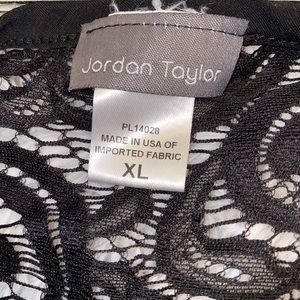 Jordan Taylor
PL14028
MADE IN USA OF
IMPORTED FABRIC
XL